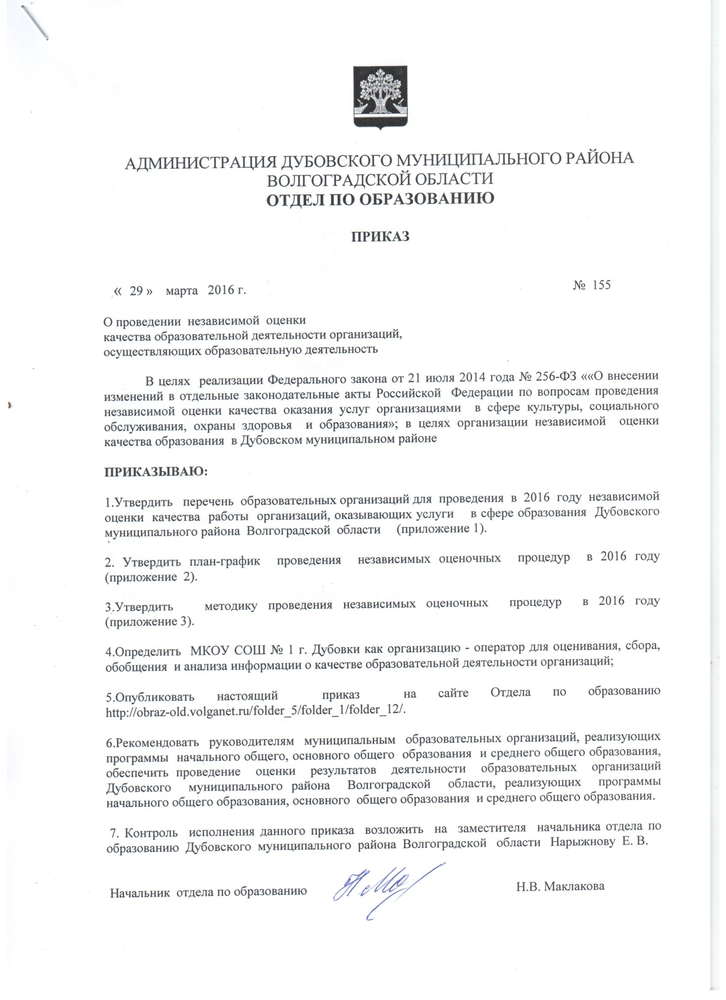 АДМИНИСТРАЦИЯ ДУБОВСКОГО МУНИЦИПАЛЬНОГО РАЙОНА
ВОЛГОГРАДСКОЙ ОБЛАСТИ
ОТДЕЛ ПО ОБРАЗОВАНИЮ
ПРИКАЗ
« 29 » марта 2016 г. № 155
О проведении независимой оценки
качества образовательной деятельности организаций,
осуществляющих образовательную деятельность
В целях реализации Федерального закона от 21 июля 2014 года № 256-ФЗ ««О внесении
изменений в отдельные законодательные акты Российской Федерации по вопросам проведения
независимой оценки качества оказания услуг организациями в сфере культуры, социального
обслуживания, охраны здоровья и образования»; в целях организации независимой оценки
качества образования в Дубовском муниципальном районе
ПРИКАЗЫВАЮ:
1.Утвердить перечень образовательных организаций для проведения в 2016 году независимой
оценки качества работы организаций, оказывающих услуги в сфере образования Дубовского
муниципального района Волгоградской области (приложение 1).
2. Утвердить план-график проведения независимых оценочных процедур в 2016 году
(приложение 2).
3.Утвердить методику проведения независимых оценочных процедур в 2016 году
(приложение 3).
4.Определить МКОУ СОШ № 1 г. Дубовки как организацию - оператор для оценивания, сбора,
обобщения и анализа информации о качестве образовательной деятельности организаций;
5.Опубликовать настоящий приказ на сайте Отдела по образованию
http://obraz-old.volganet.ru/folder_5/folder_1/folder_12/.
6.Рекомендовать руководителям муниципальным образовательных организаций, реализующих
программы начального общего, основного общего образования и среднего общего образования,
обеспечить проведение оценки результатов деятельности образовательных организаций
Дубовского муниципального района Волгоградской области, реализующих программы
начального общего образования, основного общего образования и среднего общего образования.
7. Контроль исполнения данного приказа возложить на заместителя начальника отдела по
образованию Дубовского муниципального района Волгоградской области Нарыжнову Е. В.
Начальник отдела по образованию Н.В. Маклакова